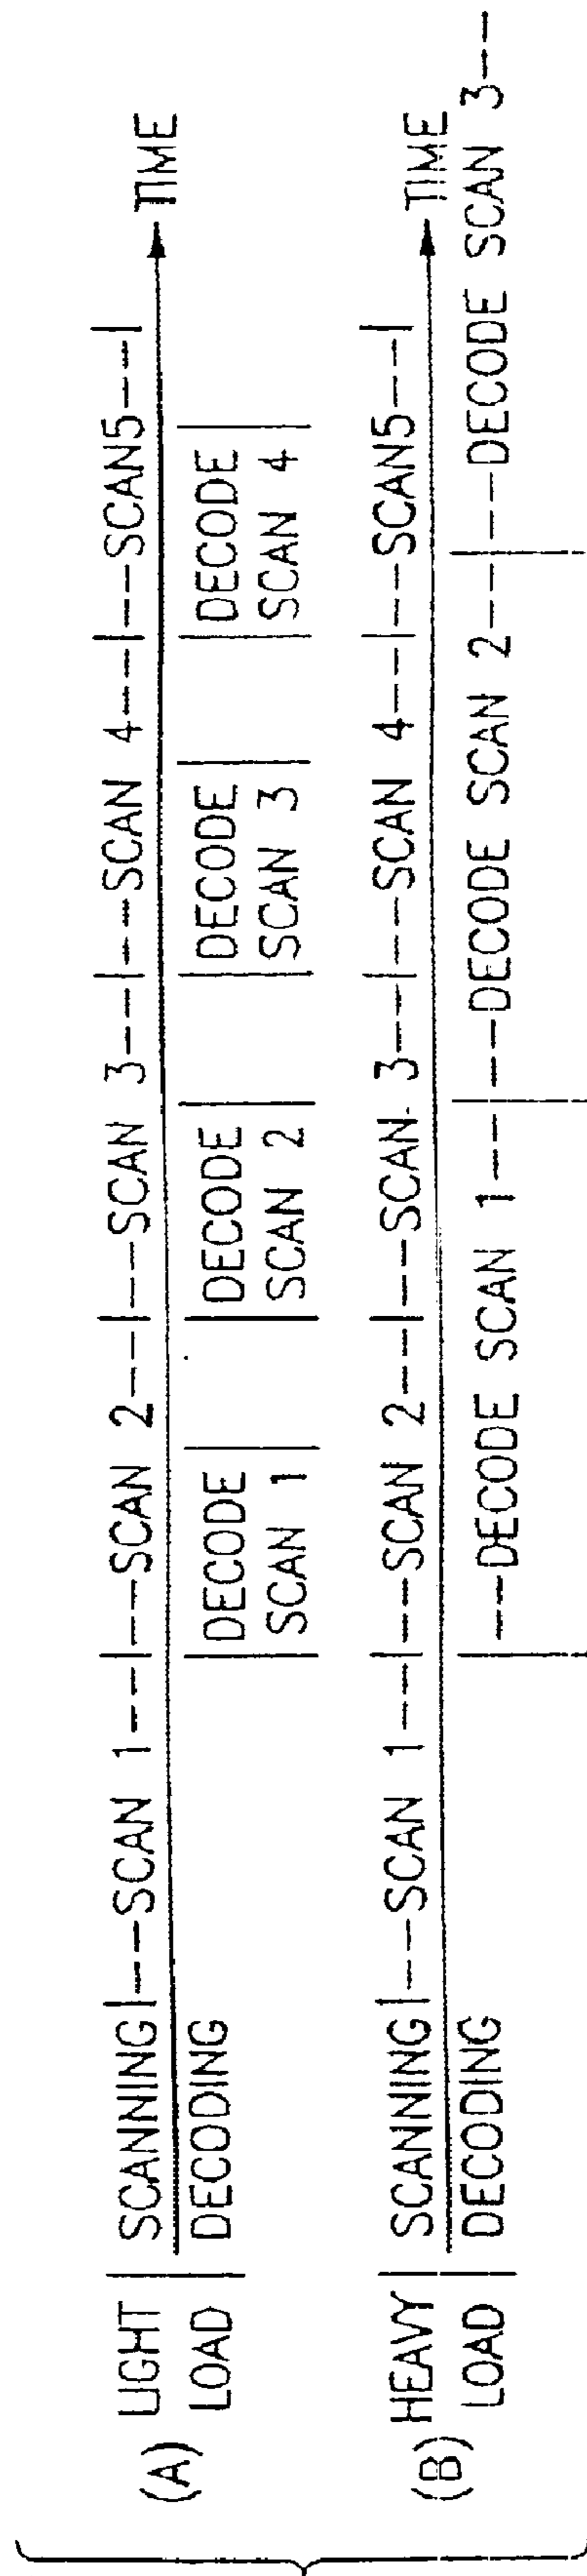 (A) LIGHT LOAD
SCANNING|---SCAN 1---|---SCAN 2---|---SCAN 3---|---SCAN 4---|---SCAN5---|
TIME
DECODING
DECODE SCAN 1
DECODE SCAN 2
DECODE SCAN 3
DECODE SCAN 4
(B) HEAVY LOAD
SCANNING|---SCAN 1---|---SCAN 2---|---SCAN 3---|---SCAN 4---|---SCAN5---|
TIME
DECODING
---DECODE SCAN 1---|---DECODE SCAN 2---|---DECODE SCAN 3--